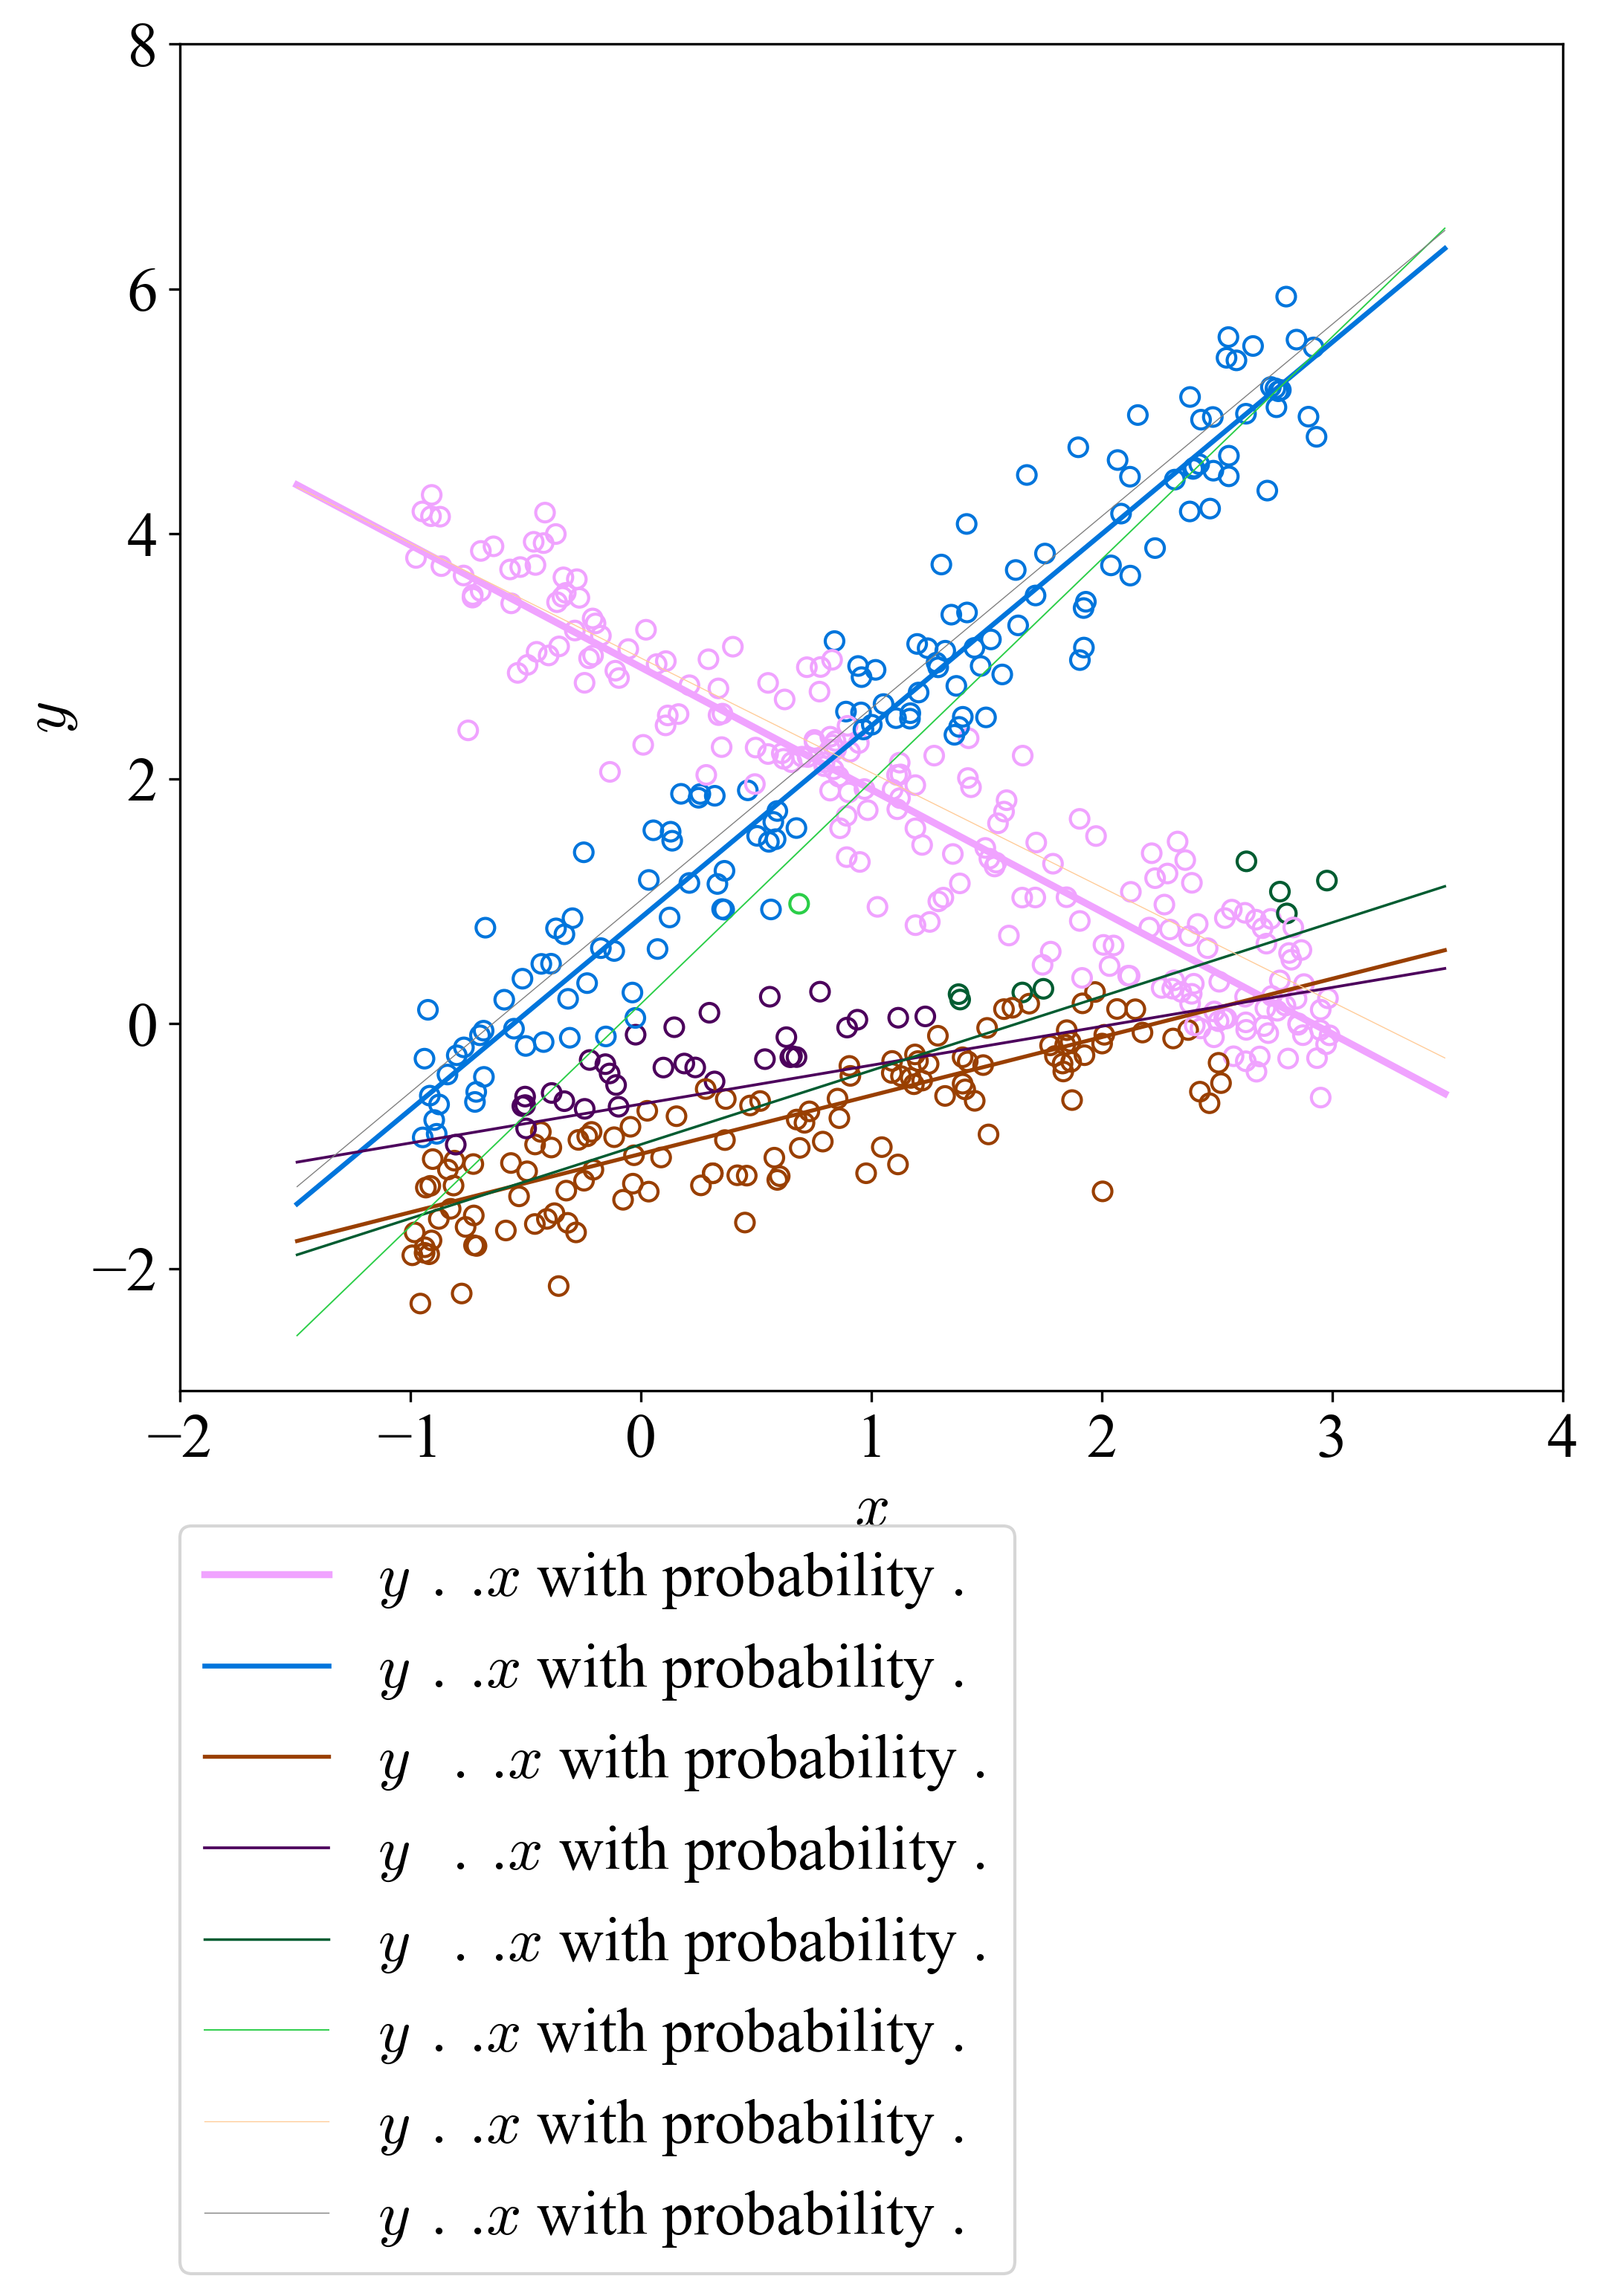 8
6
4
2
0
−2
y
−2 −1 0 1 2 3 4
x
y . .x with probability .
y . .x with probability .
y . .x with probability .
y . .x with probability .
y . .x with probability .
y . .x with probability .
y . .x with probability .
y . .x with probability .